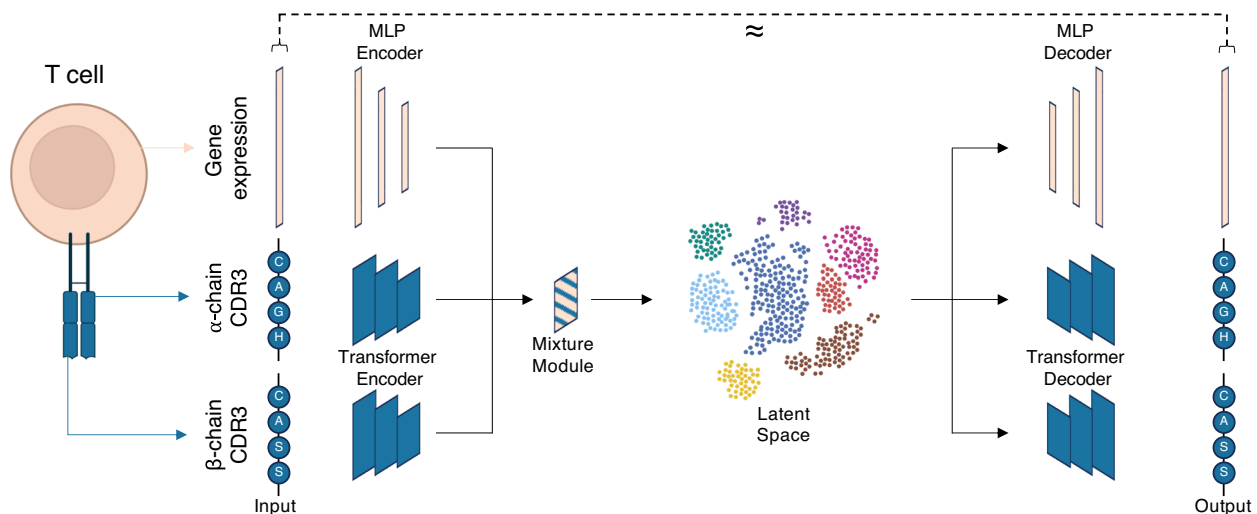 ≈
MLP
Encoder
MLP
Decoder
T cell
Gene
expression
α-chain
CDR3
C
A
G
H
β-chain
CDR3
C
A
S
S
Input
Transformer
Encoder
Mixture
Module
Latent
Space
Transformer
Decoder
C
A
G
H
C
A
S
S
Output